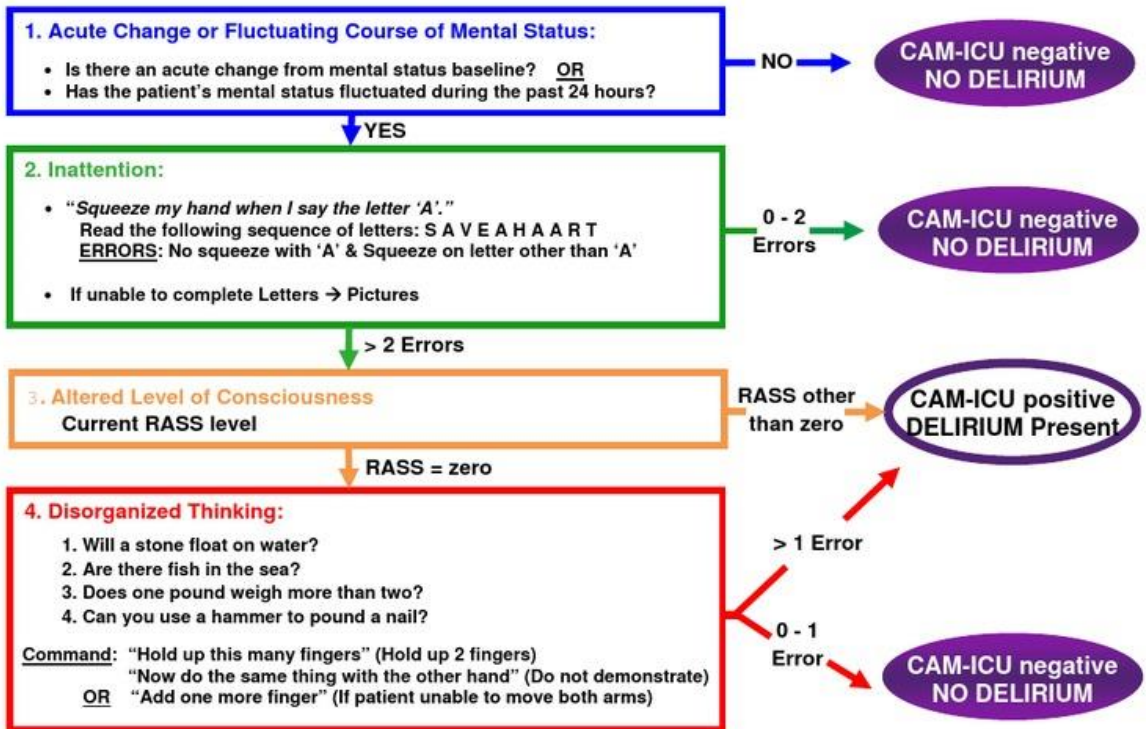 1. Acute Change or Fluctuating Course of Mental Status:
• Is there an acute change from mental status baseline? OR
• Has the patient's mental status fluctuated during the past 24 hours?
NO
CAM-ICU negative
NO DELIRIUM
YES
2. Inattention:
• "Squeeze my hand when I say the letter 'A'."
Read the following sequence of letters: S A V E A H A A R T
ERRORS: No squeeze with 'A' & Squeeze on letter other than 'A'
• If unable to complete Letters → Pictures
0 - 2
Errors
CAM-ICU negative
NO DELIRIUM
> 2 Errors
3. Altered Level of Consciousness
Current RASS level
RASS other
than zero
CAM-ICU positive
DELIRIUM Present
RASS = zero
4. Disorganized Thinking:
1. Will a stone float on water?
2. Are there fish in the sea?
3. Does one pound weigh more than two?
4. Can you use a hammer to pound a nail?
Command: "Hold up this many fingers" (Hold up 2 fingers)
"Now do the same thing with the other hand" (Do not demonstrate)
OR "Add one more finger" (If patient unable to move both arms)
> 1 Error
0 - 1
Error
CAM-ICU negative
NO DELIRIUM